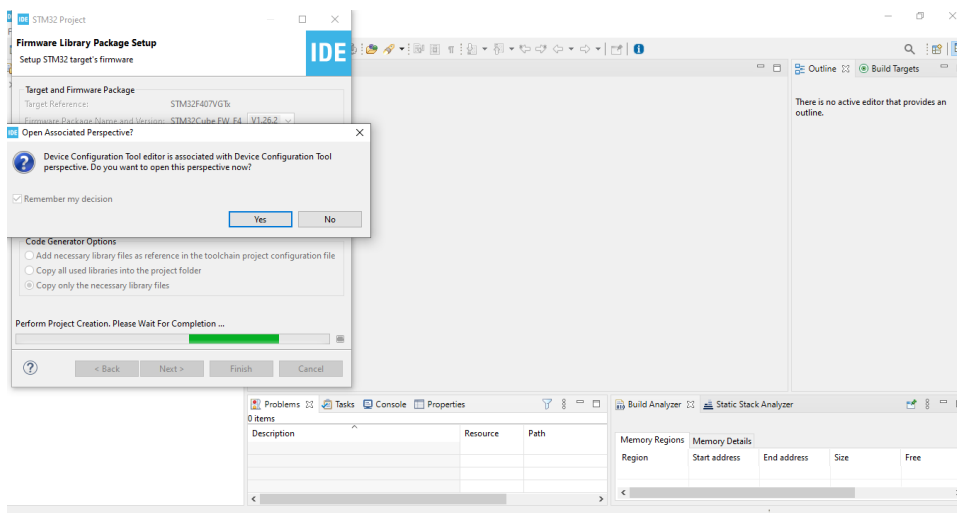 IDE STM32 Project
Firmware Library Package Setup
Setup STM32 target's firmware
IDE
Target and Firmware Package
Target Reference: STM32F407VGTx
Firmware Package Name and Version: STM32Cube FW_F4 V1.26.2
IDE Open Associated Perspective?
Device Configuration Tool editor is associated with Device Configuration Tool
perspective. Do you want to open this perspective now?
Remember my decision
Yes No
Code Generator Options
Add necessary library files as reference in the toolchain project configuration file
Copy all used libraries into the project folder
Copy only the necessary library files
Perform Project Creation. Please Wait For Completion ...
? < Back Next > Finish Cancel
Outline Build Targets
There is no active editor that provides an
outline.
Problems Tasks Console Properties
0 items
Description Resource Path
Build Analyzer Static Stack Analyzer
Memory Regions Memory Details
Region Start address End address Size Free